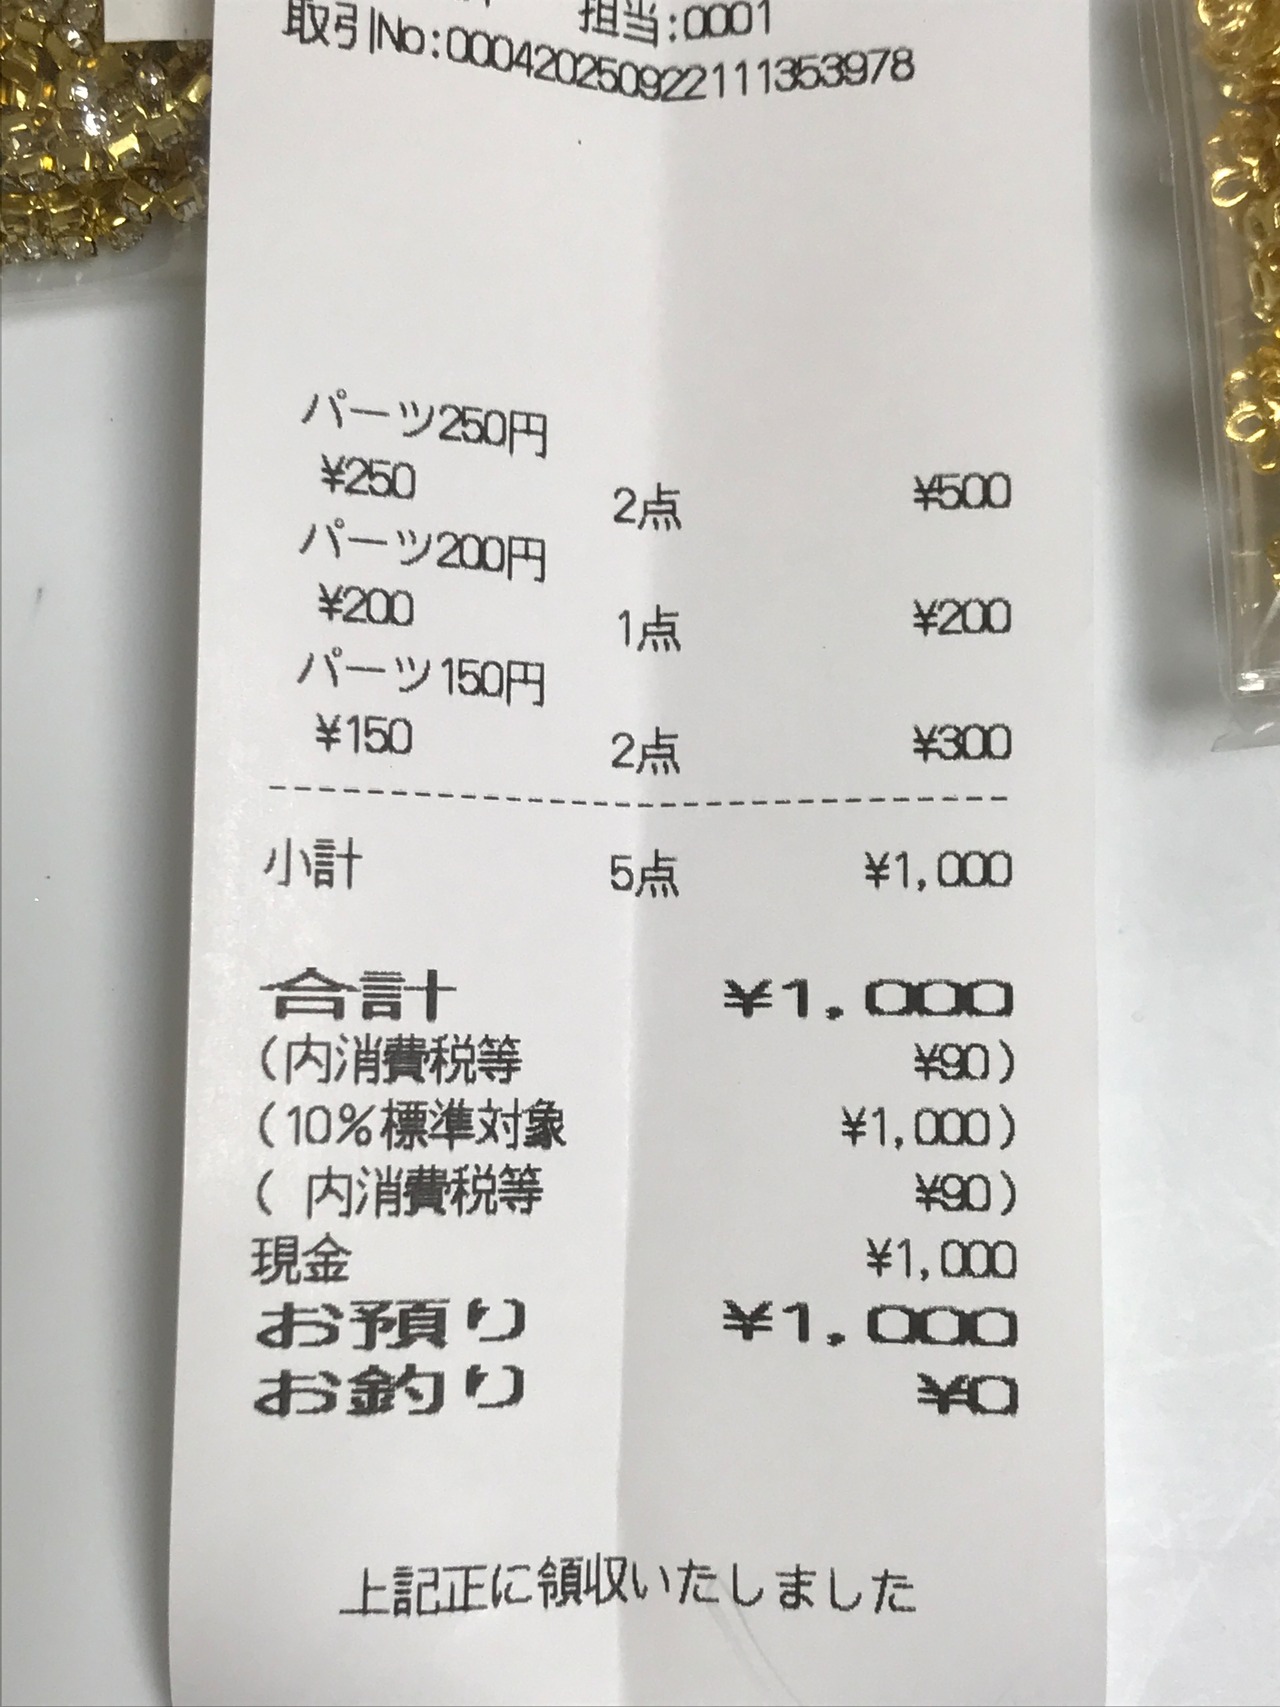 担当:0001
取引No:000420250922111353978
パーツ250円
¥250 2点 ¥500
パーツ200円
¥200 1点 ¥200
パーツ150円
¥150 2点 ¥300
小計 5点 ¥1,000
合計 ¥1,000
(内消費税等 ¥90)
(10%標準対象 ¥1,000)
( 内消費税等 ¥90)
現金 ¥1,000
お預り ¥1,000
お釣り ¥0
上記正に領収いたしました